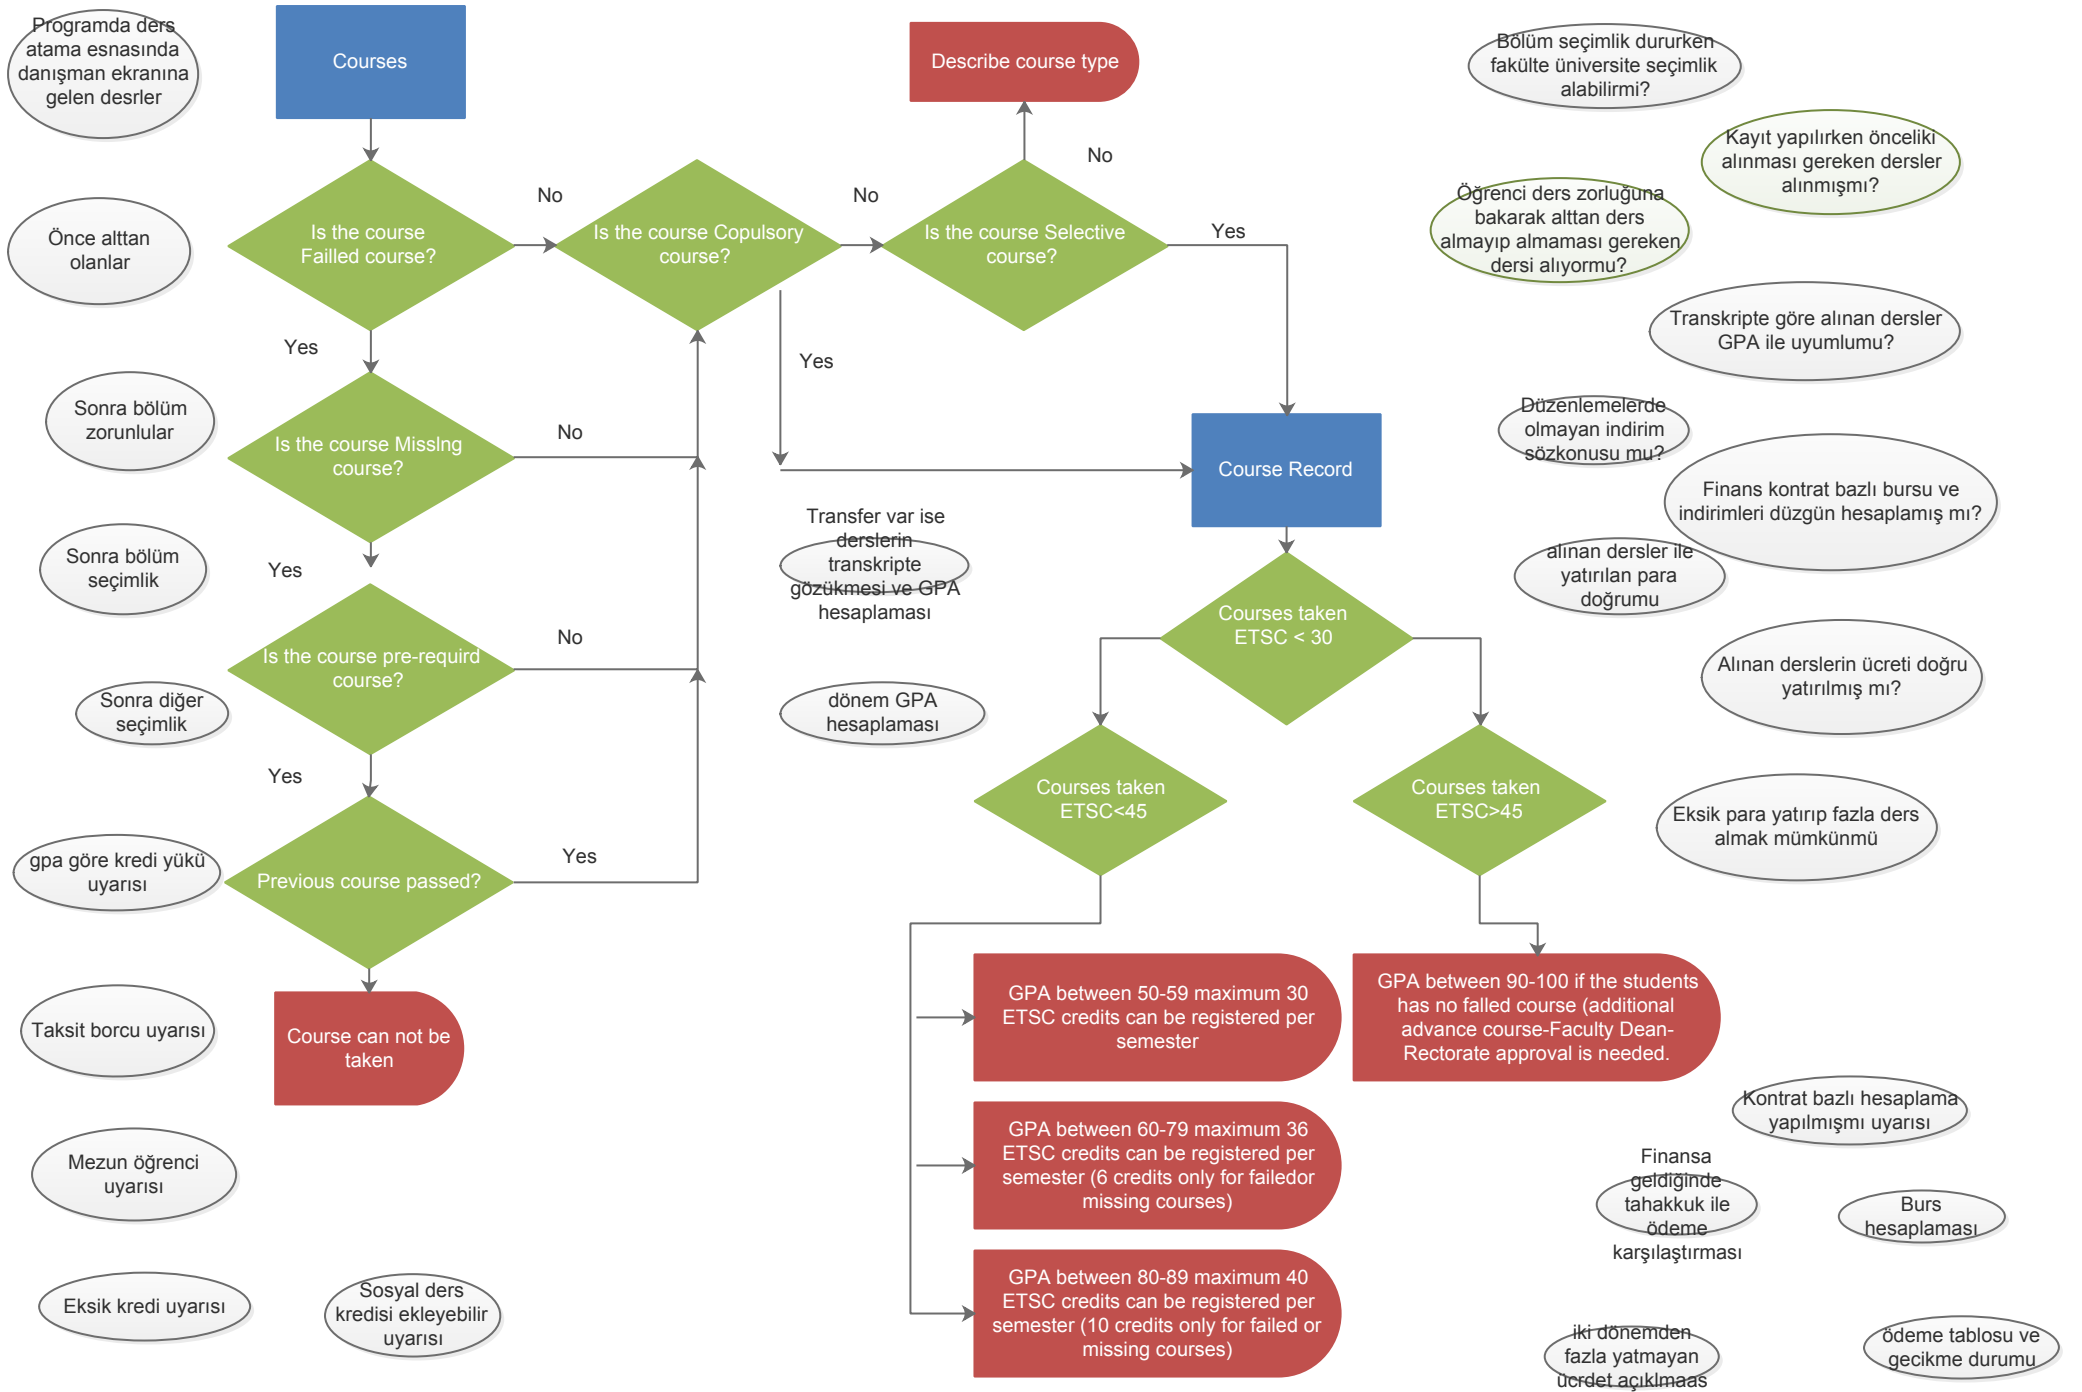 Programda ders
atama esnasında
danışman ekranına
gelen desrler
Courses
Describe course type
Bölüm seçimlik dururken
fakülte üniversite seçimlik
alabilirmi?
Kayıt yapılırken önceliki
alınması gereken dersler
alınmışmı?
No
No
No
Önce alttan
olanlar
Is the course
Failled course?
Is the course Copulsory
course?
Is the course Selective
course?
Yes
Öğrenci ders zorluğuna
bakarak alttan ders
almayıp almaması gereken
dersi alıyormu?
Transkripte göre alınan dersler
GPA ile uyumlumu?
Yes
Yes
Sonra bölüm
zorunlular
Is the course MissIng
course?
No
Course Record
Düzenlemelerde
olmayan indirim
sözkonusu mu?
Finans kontrat bazlı bursu ve
indirimleri düzgün hesaplamış mı?
Sonra bölüm
seçimlik
Yes
Transfer var ise
derslerin
transkripte
gözükmesi ve GPA
hesaplaması
alınan dersler ile
yatırılan para
doğrumu
Courses taken
ETSC < 30
No
Is the course pre-requird
course?
Sonra diğer
seçimlik
dönem GPA
hesaplaması
Alınan derslerin ücreti doğru
yatırılmış mı?
Yes
Courses taken
ETSC<45
Courses taken
ETSC>45
Eksik para yatırıp fazla ders
almak mümkünmü
gpa göre kredi yükü
uyarısı
Previous course passed?
Yes
Taksit borcu uyarısı
Course can not be
taken
GPA between 50-59 maximum 30
ETSC credits can be registered per
semester
GPA between 90-100 if the students
has no falled course (additional
advance course-Faculty Dean-
Rectorate approval is needed.
Kontrat bazlı hesaplama
yapılmışmı uyarısı
Mezun öğrenci
uyarısı
GPA between 60-79 maximum 36
ETSC credits can be registered per
semester (6 credits only for failedor
missing courses)
Finansa
geldiğinde
tahakkuk ile
ödeme
karşılaştırması
Burs
hesaplaması
Eksik kredi uyarısı
Sosyal ders
kredisi ekleyebilir
uyarısı
GPA between 80-89 maximum 40
ETSC credits can be registered per
semester (10 credits only for failed or
missing courses)
iki dönemden
fazla yatmayan
ücrdet açıklmaas
ödeme tablosu ve
gecikme durumu